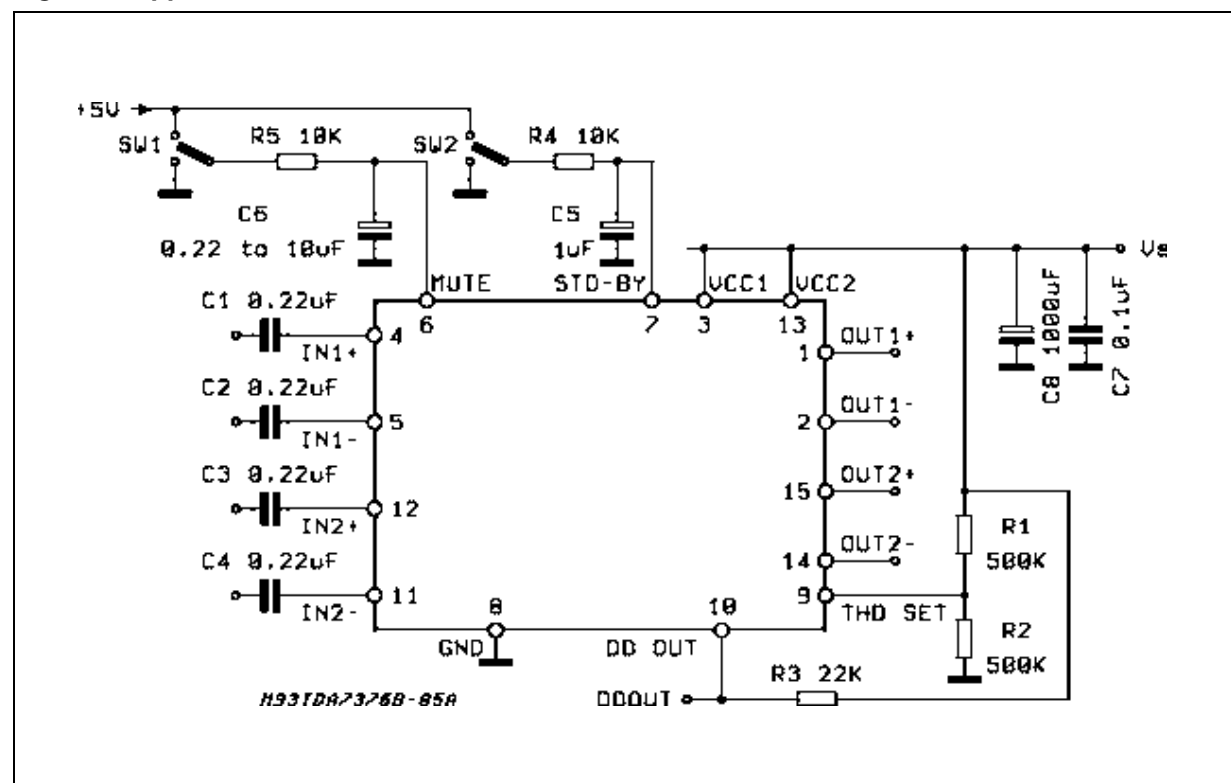 +5V
SW1
R5 10K
SW2
R4 10K
C6
0.22 to 10uF
C5
1uF
Vs
MUTE
STD-BY
VCC1
VCC2
6
7
3
13
C8 1000uF
C7 0.1uF
C1 0.22uF
4
IN1+
1
OUT1+
C2 0.22uF
5
IN1-
2
OUT1-
C3 0.22uF
12
IN2+
15
OUT2+
C4 0.22uF
11
IN2-
14
OUT2-
R1
500K
9
THD SET
8
GND
10
DD OUT
R2
500K
R3 22K
DDOUT
M93TDA7376B-05A